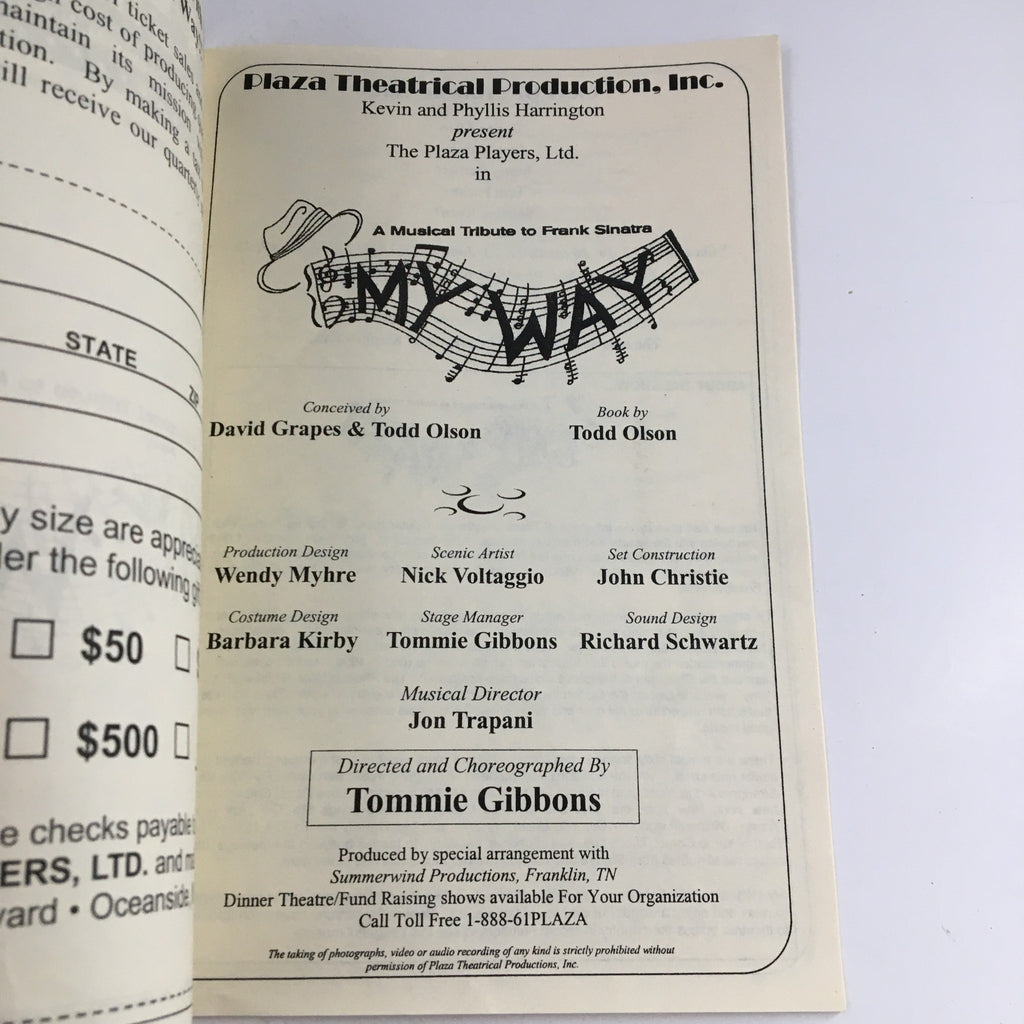 ticket
cost of
maintain its mission
By making a
ill receive our
STATE
y size are
the following
$50
$500
checks payable
ERS, LTD. and
• Oceanside
Plaza Theatrical Production, Inc.
Kevin and Phyllis Harrington
present
The Plaza Players, Ltd.
in
A Musical Tribute to Frank Sinatra
MY WAY
Conceived by
David Grapes & Todd Olson
Book by
Todd Olson
Production Design
Wendy Myhre
Scenic Artist
Nick Voltaggio
Set Construction
John Christie
Costume Design
Barbara Kirby
Stage Manager
Tommie Gibbons
Sound Design
Richard Schwartz
Musical Director
Jon Trapani
Directed and Choreographed By
Tommie Gibbons
Produced by special arrangement with
Summerwind Productions, Franklin, TN
Dinner Theatre/Fund Raising shows available For Your Organization
Call Toll Free 1-888-61PLAZA
The taking of photographs, video or audio recording of any kind is strictly prohibited without
permission of Plaza Theatrical Productions, Inc.